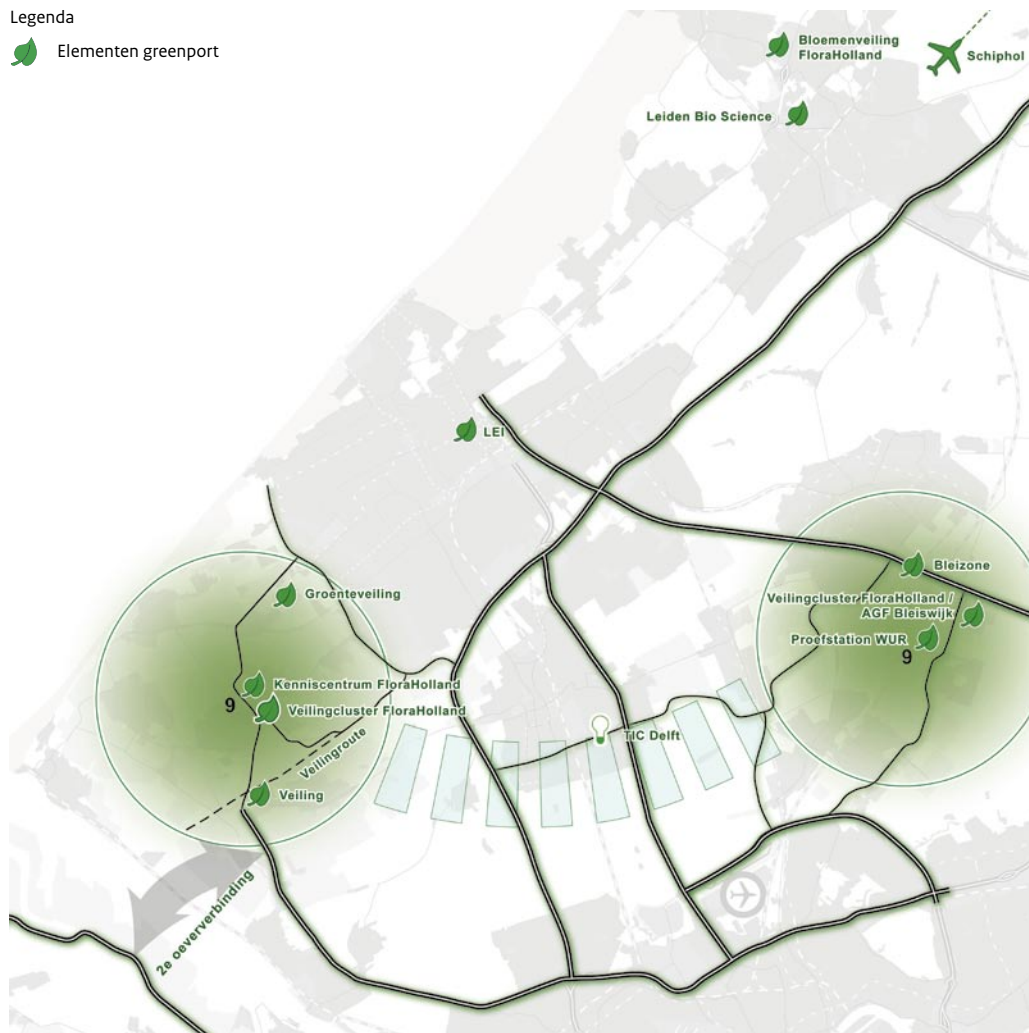 Legenda
Elementen greenport
Bloemenveiling
FloraHolland
Schiphol
Leiden Bio Science
LEI
Bleizone
Groenteveiling
Veilingcluster FloraHolland /
AGF Bleiswijk
Proefstation WUR
9
Kenniscentrum FloraHolland
9
Veilingcluster FloraHolland
TIC Delft
Veilingroute
Veiling
2e oeververbinding